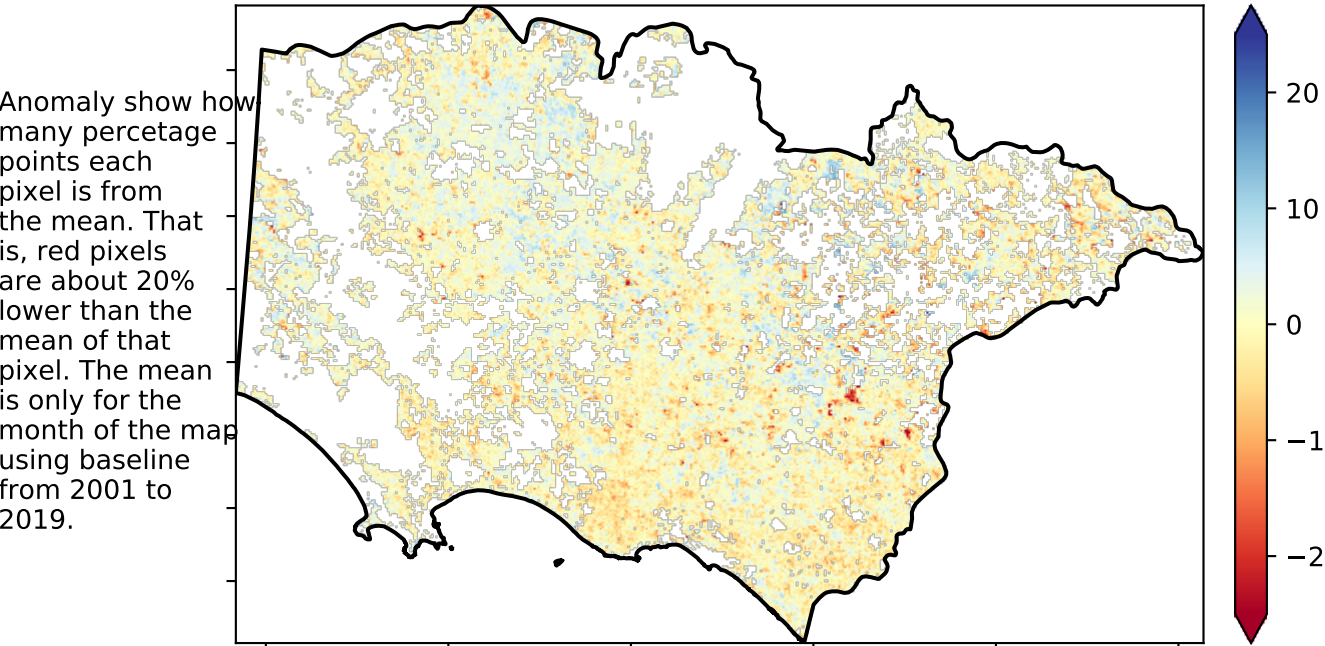 Anomaly show how
many percetage
points each
pixel is from
the mean. That
is, red pixels
are about 20%
lower than the
mean of that
pixel. The mean
is only for the
month of the map
using baseline
from 2001 to
2019.
20
10
0
−1
−2